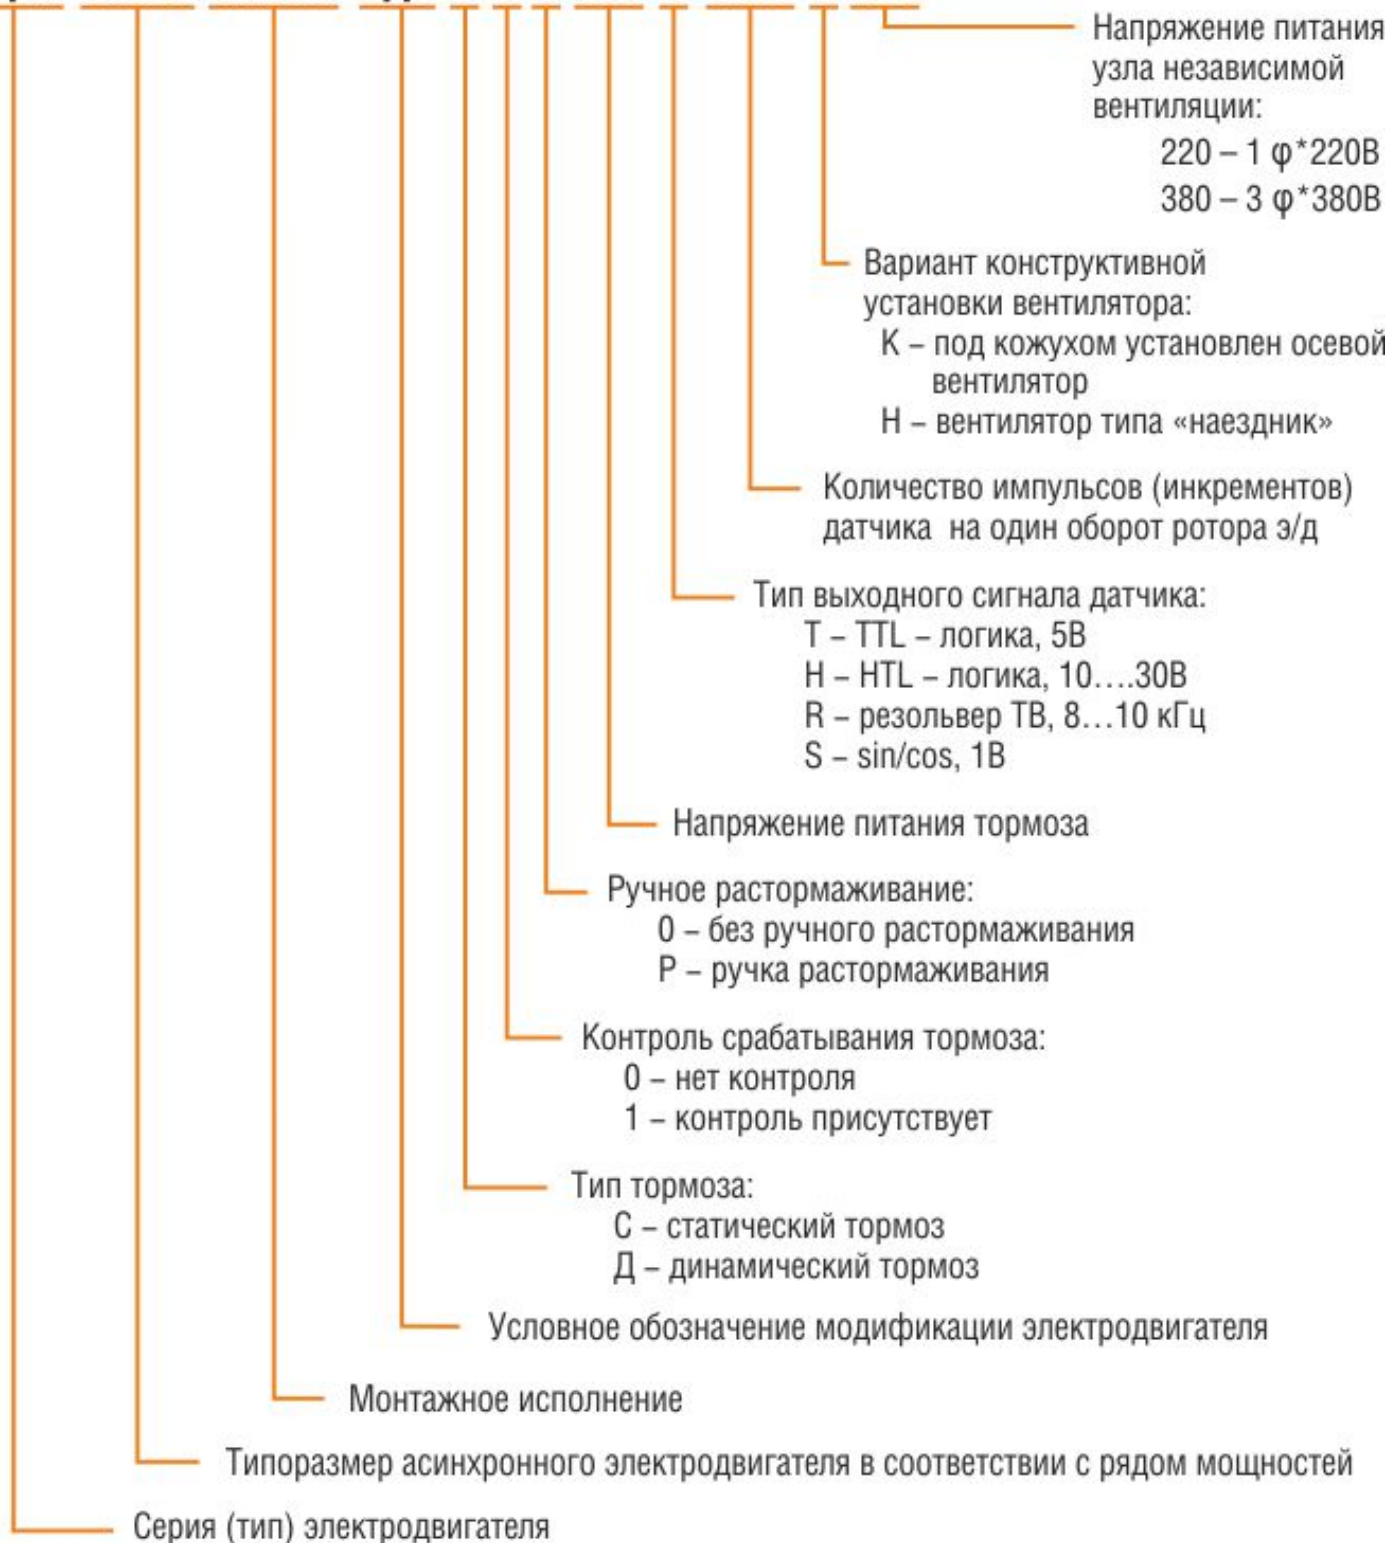 Напряжение питания
узла независимой
вентиляции:
220 – 1 φ*220В
380 – 3 φ*380В
Вариант конструктивной
установки вентилятора:
К – под кожухом установлен осевой
вентилятор
Н – вентилятор типа «наездник»
Количество импульсов (инкрементов)
датчика на один оборот ротора э/д
Тип выходного сигнала датчика:
T – TTL – логика, 5В
H – HTL – логика, 10....30В
R – резольвер ТВ, 8...10 кГц
S – sin/cos, 1В
Напряжение питания тормоза
Ручное растормаживание:
0 – без ручного растормаживания
Р – ручка растормаживания
Контроль срабатывания тормоза:
0 – нет контроля
1 – контроль присутствует
Тип тормоза:
С – статический тормоз
Д – динамический тормоз
Условное обозначение модификации электродвигателя
Монтажное исполнение
Типоразмер асинхронного электродвигателя в соответствии с рядом мощностей
Серия (тип) электродвигателя